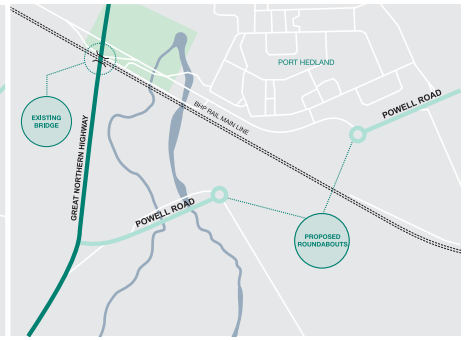 PORT HEDLAND
BHP RAIL MAIN LINE
POWELL ROAD
EXISTING
BRIDGE
GREAT NORTHERN HIGHWAY
POWELL ROAD
PROPOSED
ROUNDABOUTS